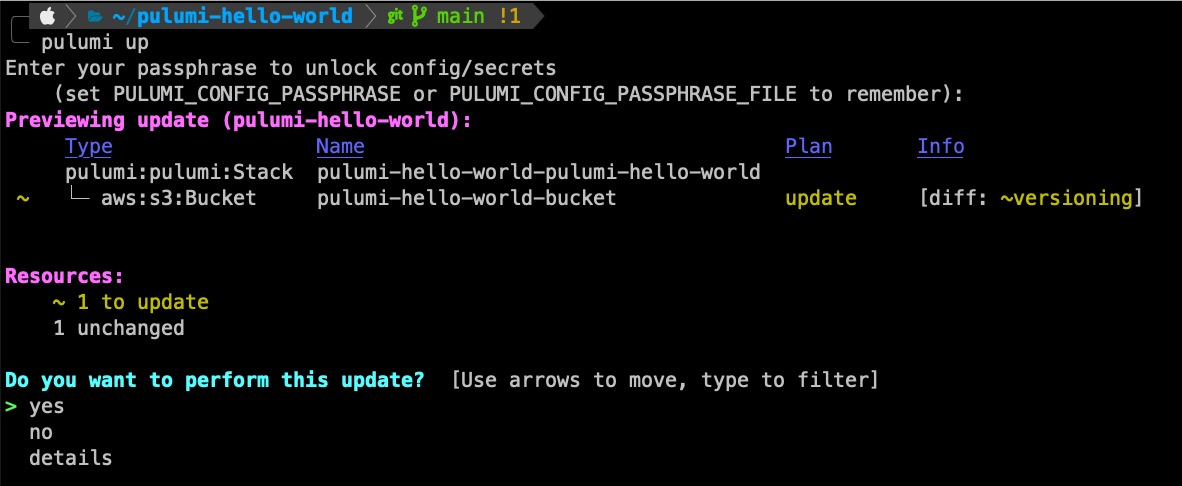 ~/pulumi-hello-world git main !1
pulumi up
Enter your passphrase to unlock config/secrets
    (set PULUMI_CONFIG_PASSPHRASE or PULUMI_CONFIG_PASSPHRASE_FILE to remember):
Previewing update (pulumi-hello-world):
     Type                 Name                                   Plan       Info
     pulumi:pulumi:Stack  pulumi-hello-world-pulumi-hello-world
 ~   └─ aws:s3:Bucket     pulumi-hello-world-bucket              update     [diff: ~versioning]
Resources:
    ~ 1 to update
    1 unchanged
Do you want to perform this update?  [Use arrows to move, type to filter]
> yes
  no
  details